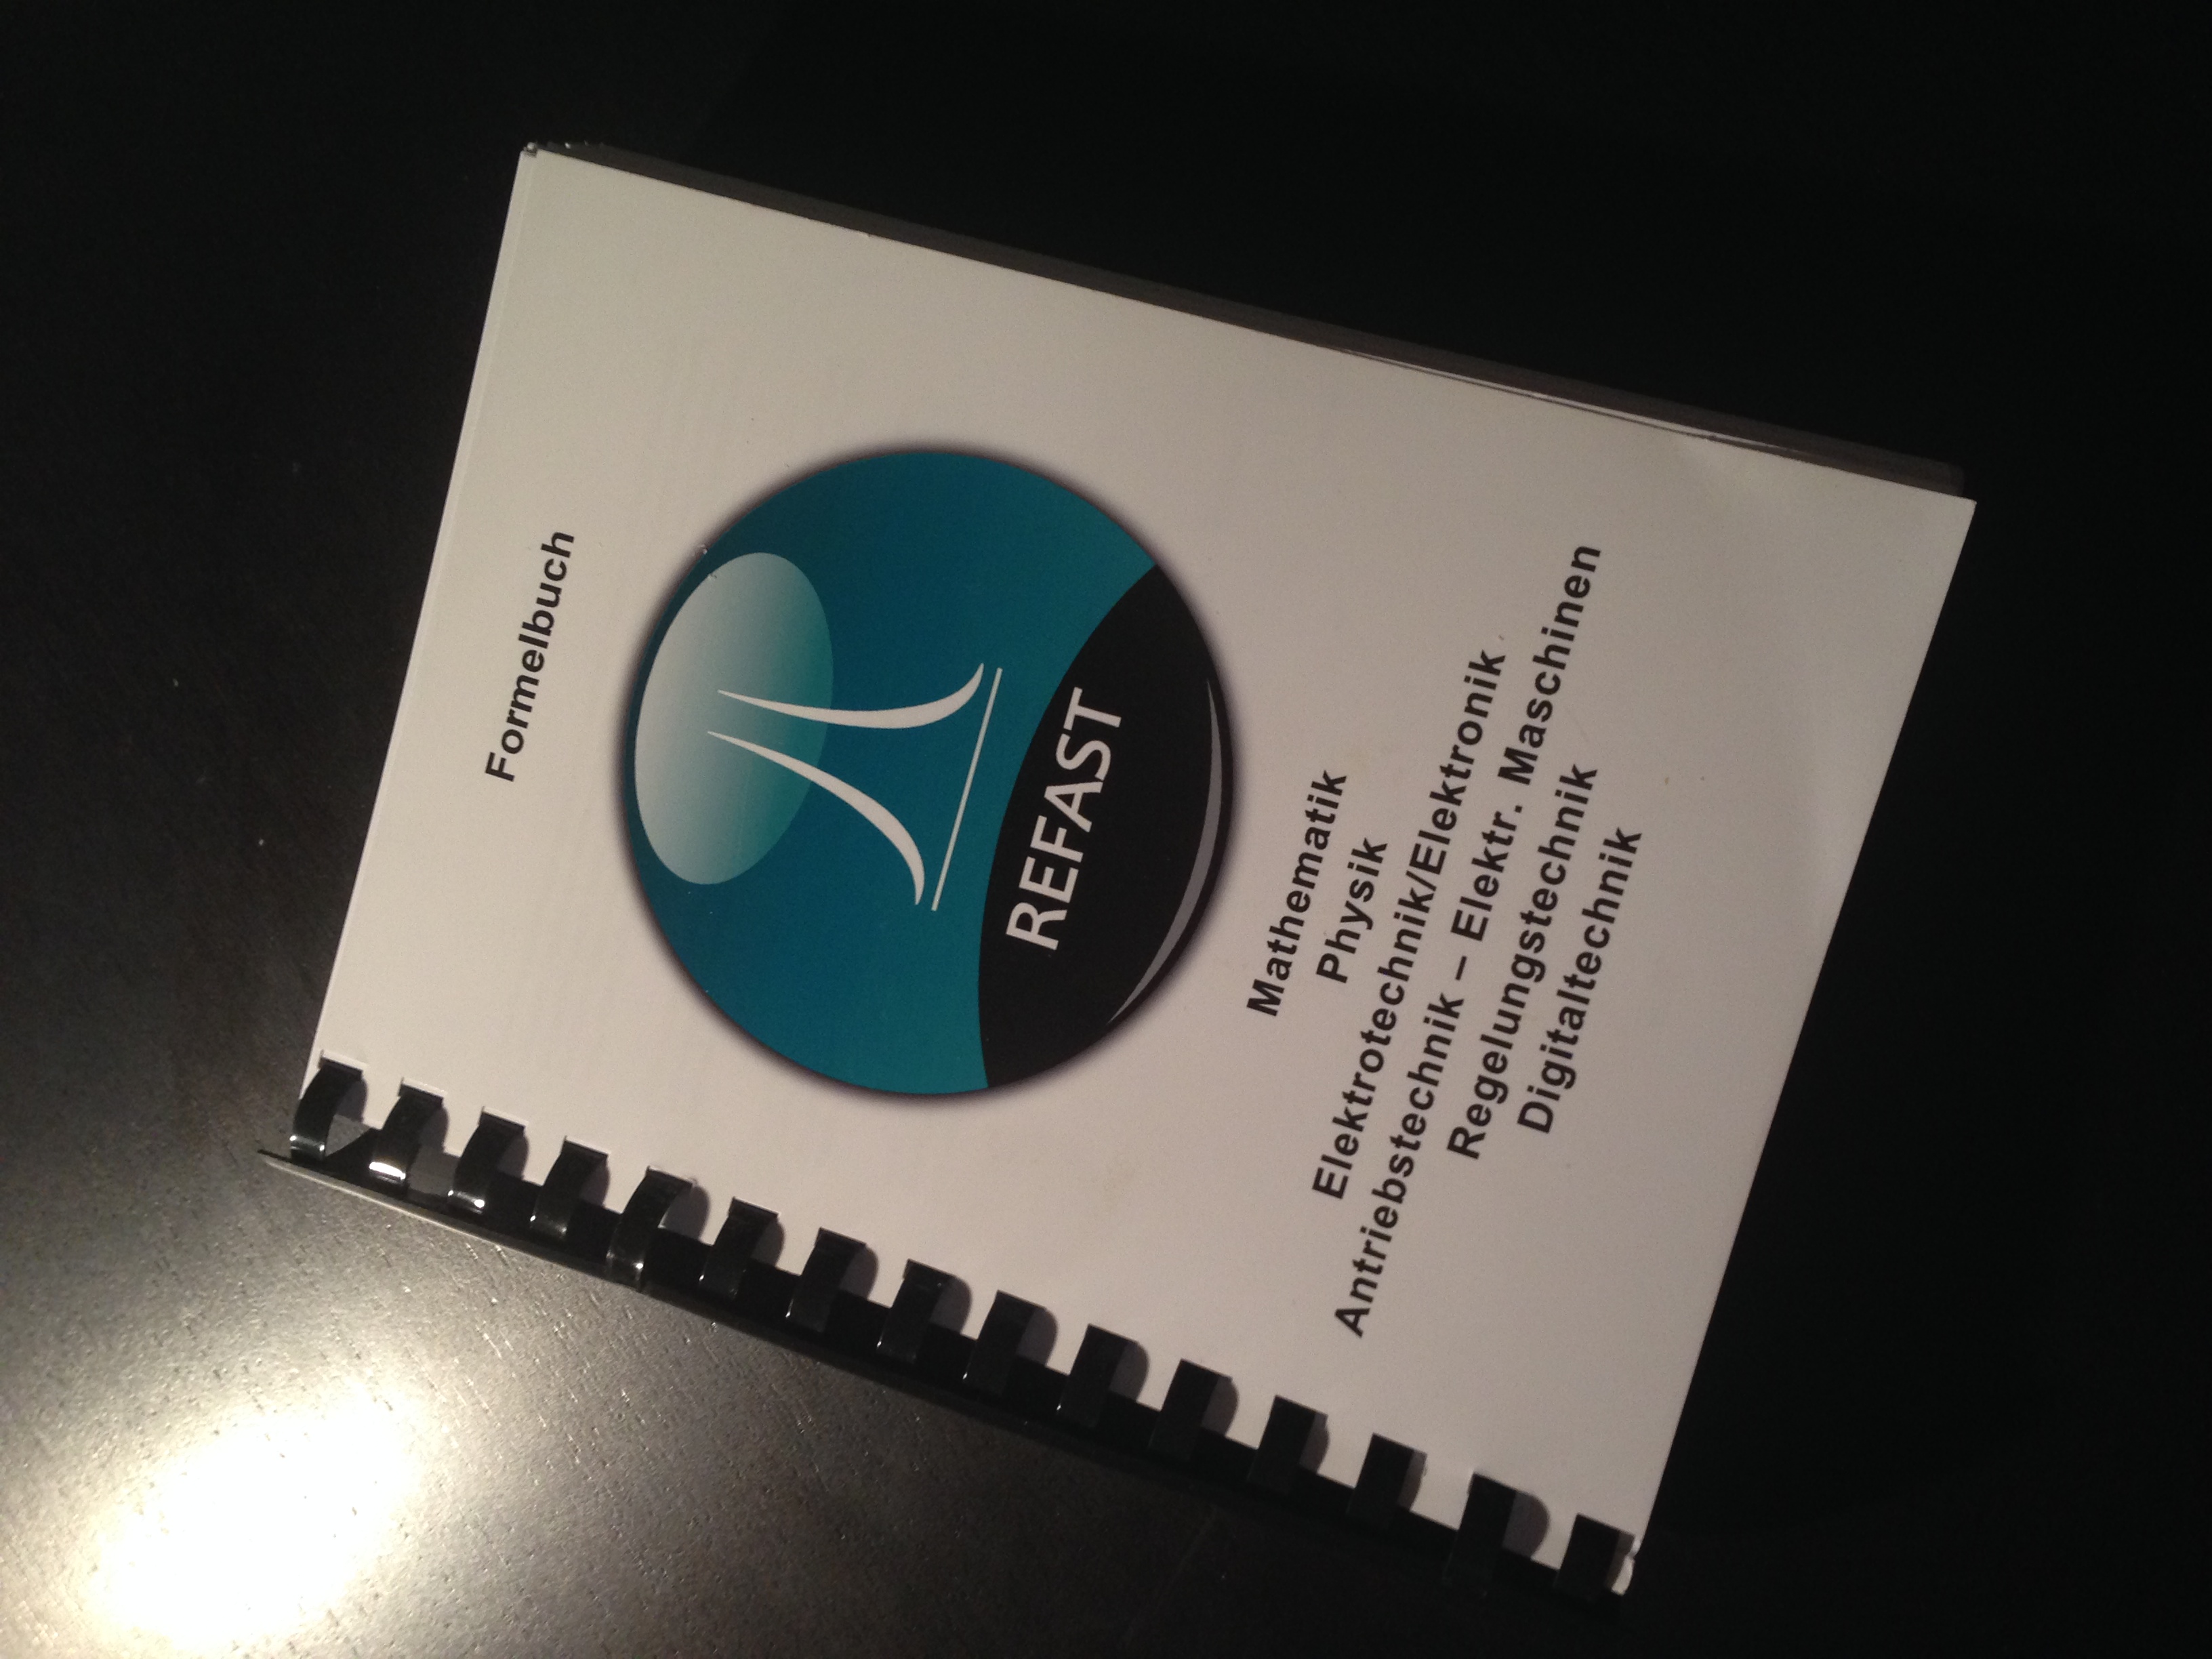 Formelbuch
REFAST
Mathematik
Physik
Elektrotechnik/Elektronik
Antriebstechnik – Elektr. Maschinen
Regelungstechnik
Digitaltechnik